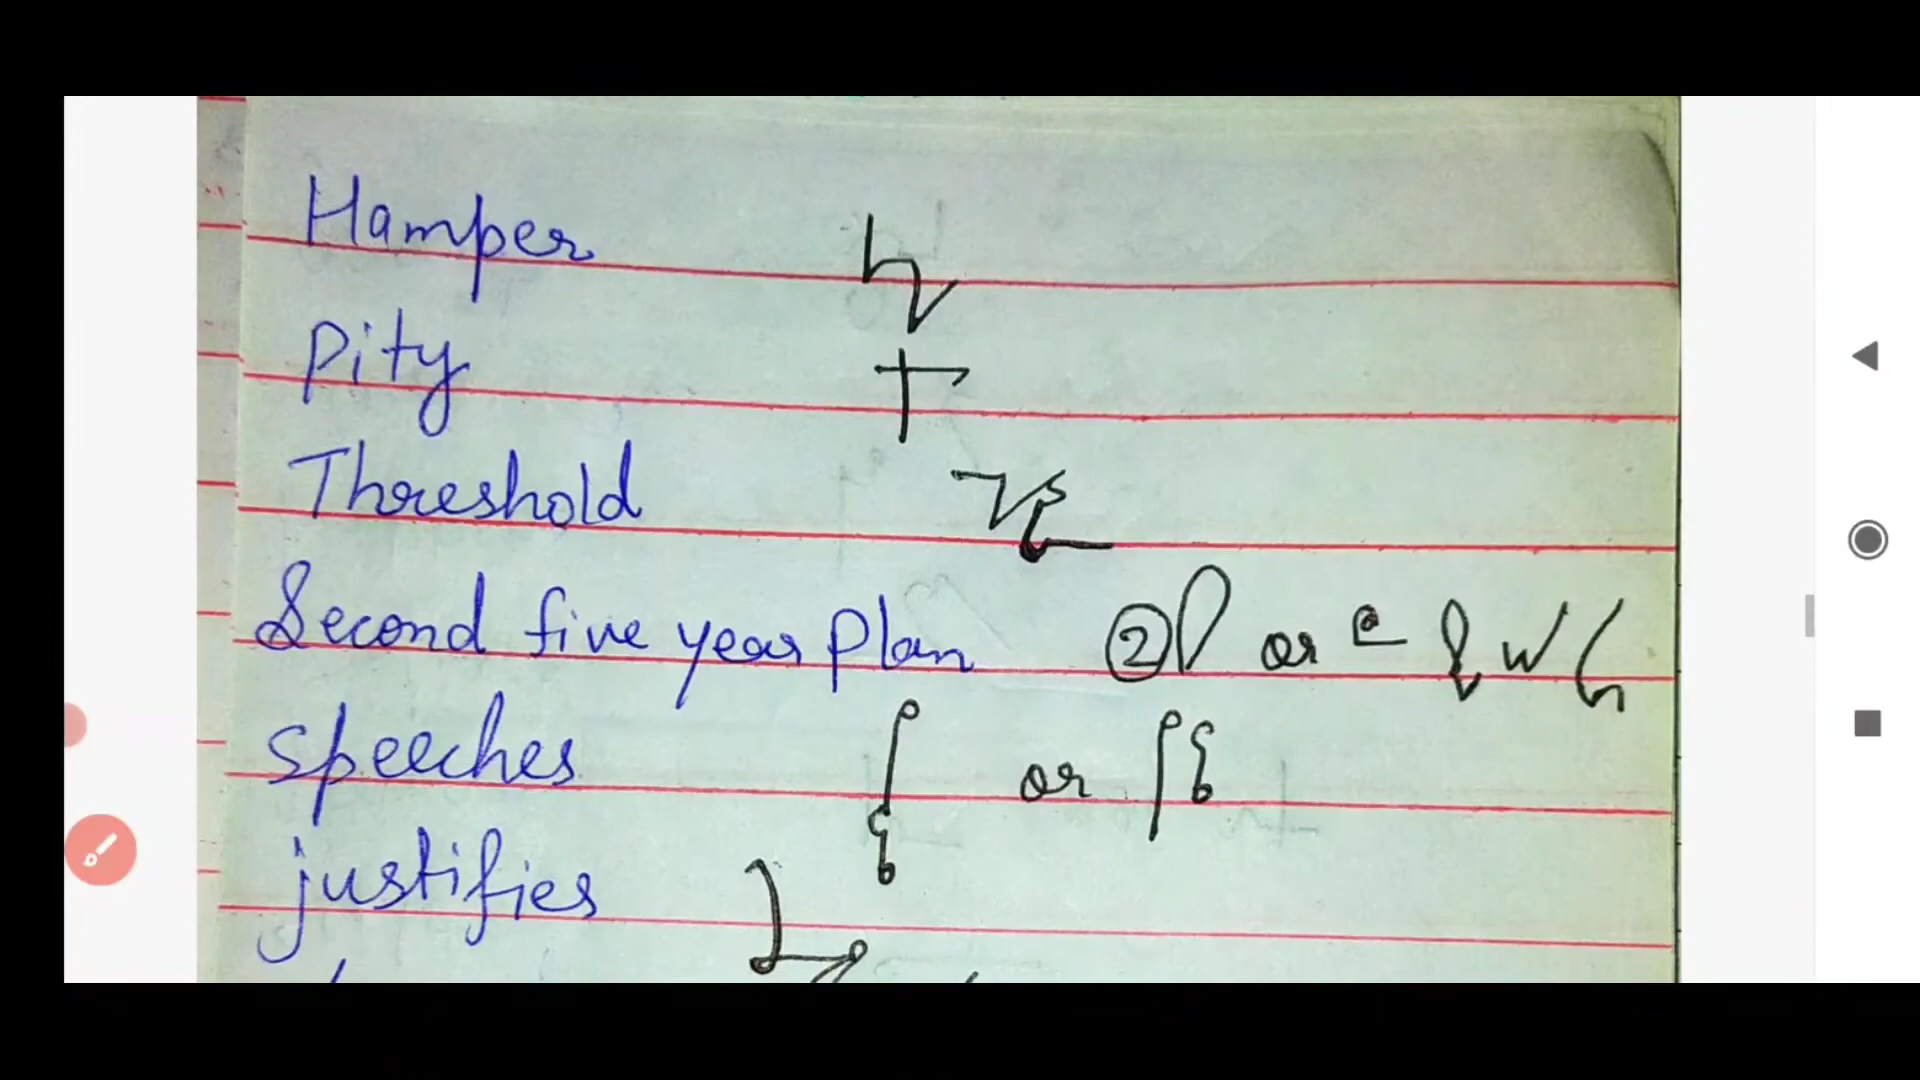 Hamper
Pity
Threshold
Second five year Plan ② or
speeches or
justifies